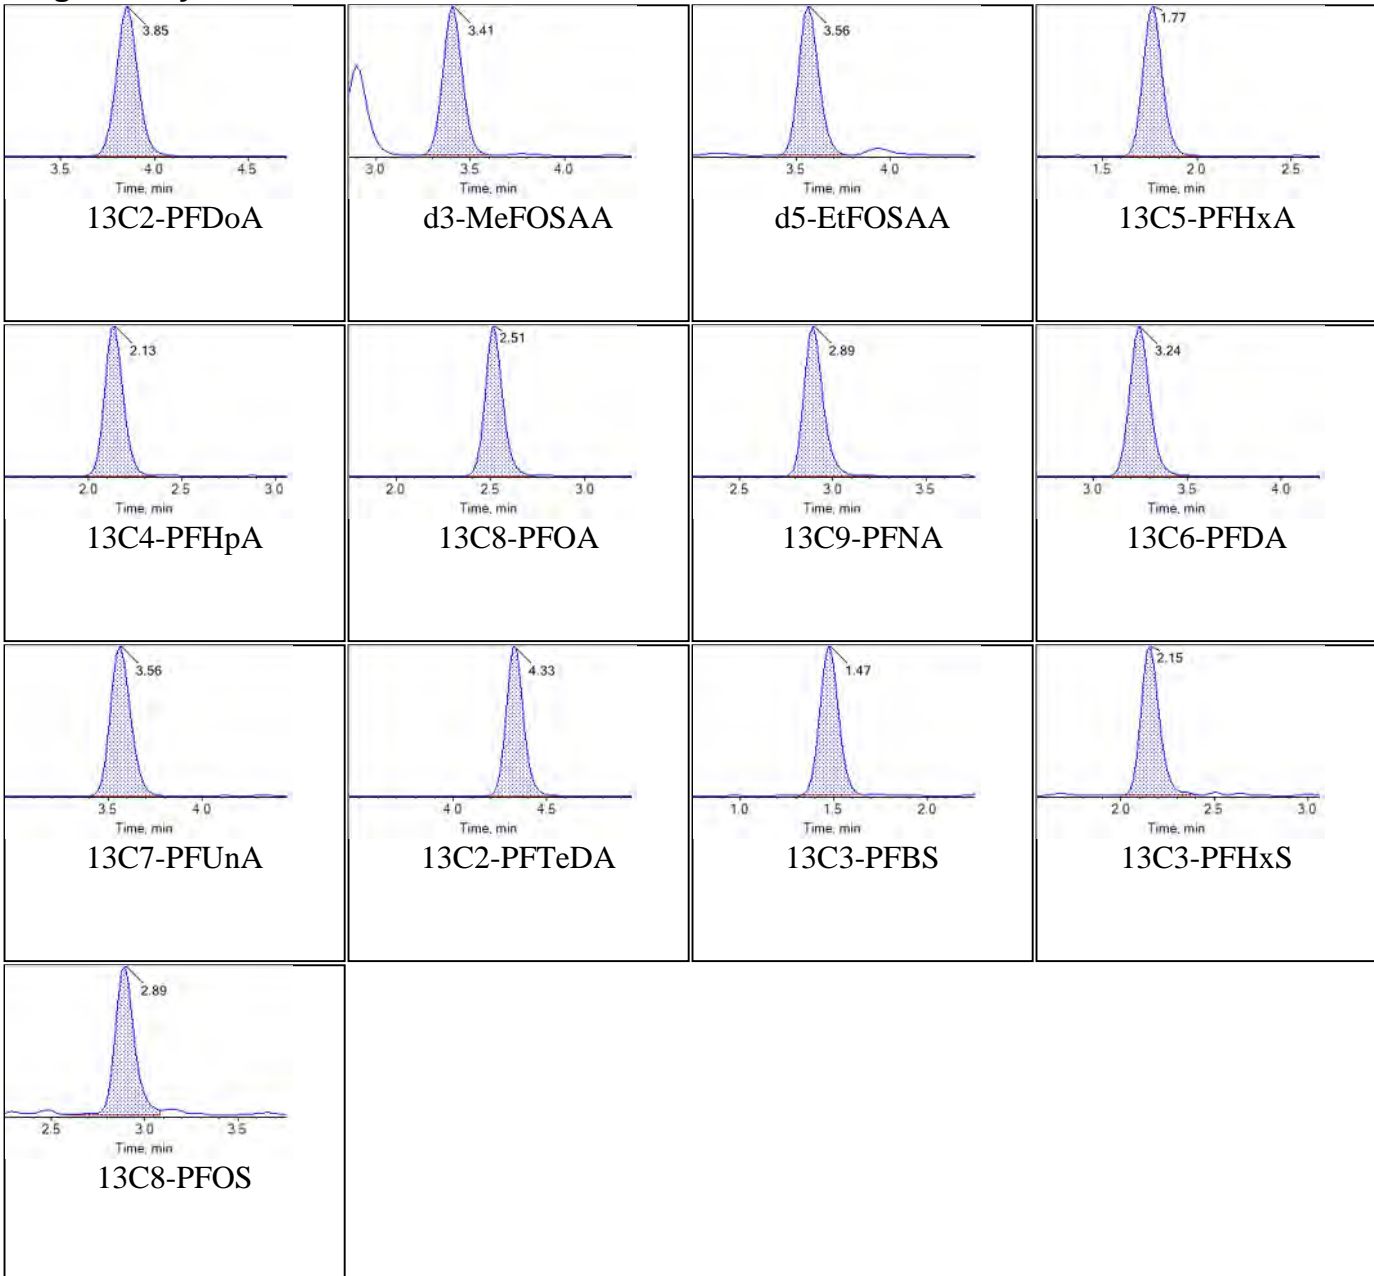 3.85
3.5 4.0 4.5
Time, min
13C2-PFDoA
3.41
3.0 3.5 4.0
Time, min
d3-MeFOSAA
3.56
3.5 4.0
Time, min
d5-EtFOSAA
1.77
1.5 2.0 2.5
Time, min
13C5-PFHxA
2.13
2.0 2.5 3.0
Time, min
13C4-PFHpA
2.51
2.0 2.5 3.0
Time, min
13C8-PFOA
2.89
2.5 3.0 3.5
Time, min
13C9-PFNA
3.24
3.0 3.5 4.0
Time, min
13C6-PFDA
3.56
3.5 4.0
Time, min
13C7-PFUnA
4.33
4.0 4.5
Time, min
13C2-PFTeDA
1.47
1.0 1.5 2.0
Time, min
13C3-PFBS
2.15
2.0 2.5 3.0
Time, min
13C3-PFHxS
2.89
2.5 3.0 3.5
Time, min
13C8-PFOS